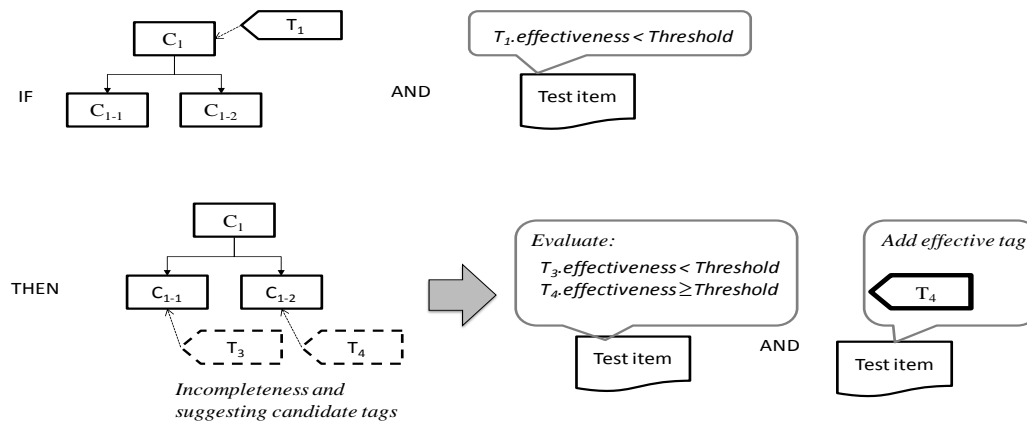 C1
T1
T1.effectiveness < Threshold
IF
AND
C1-1
C1-2
Test item
C1
Evaluate:
Add effective tag
THEN
C1-1
C1-2
T3.effectiveness < Threshold
T4.effectiveness ≥ Threshold
T4
T3
T4
Test item
AND
Test item
Incompleteness and
suggesting candidate tags